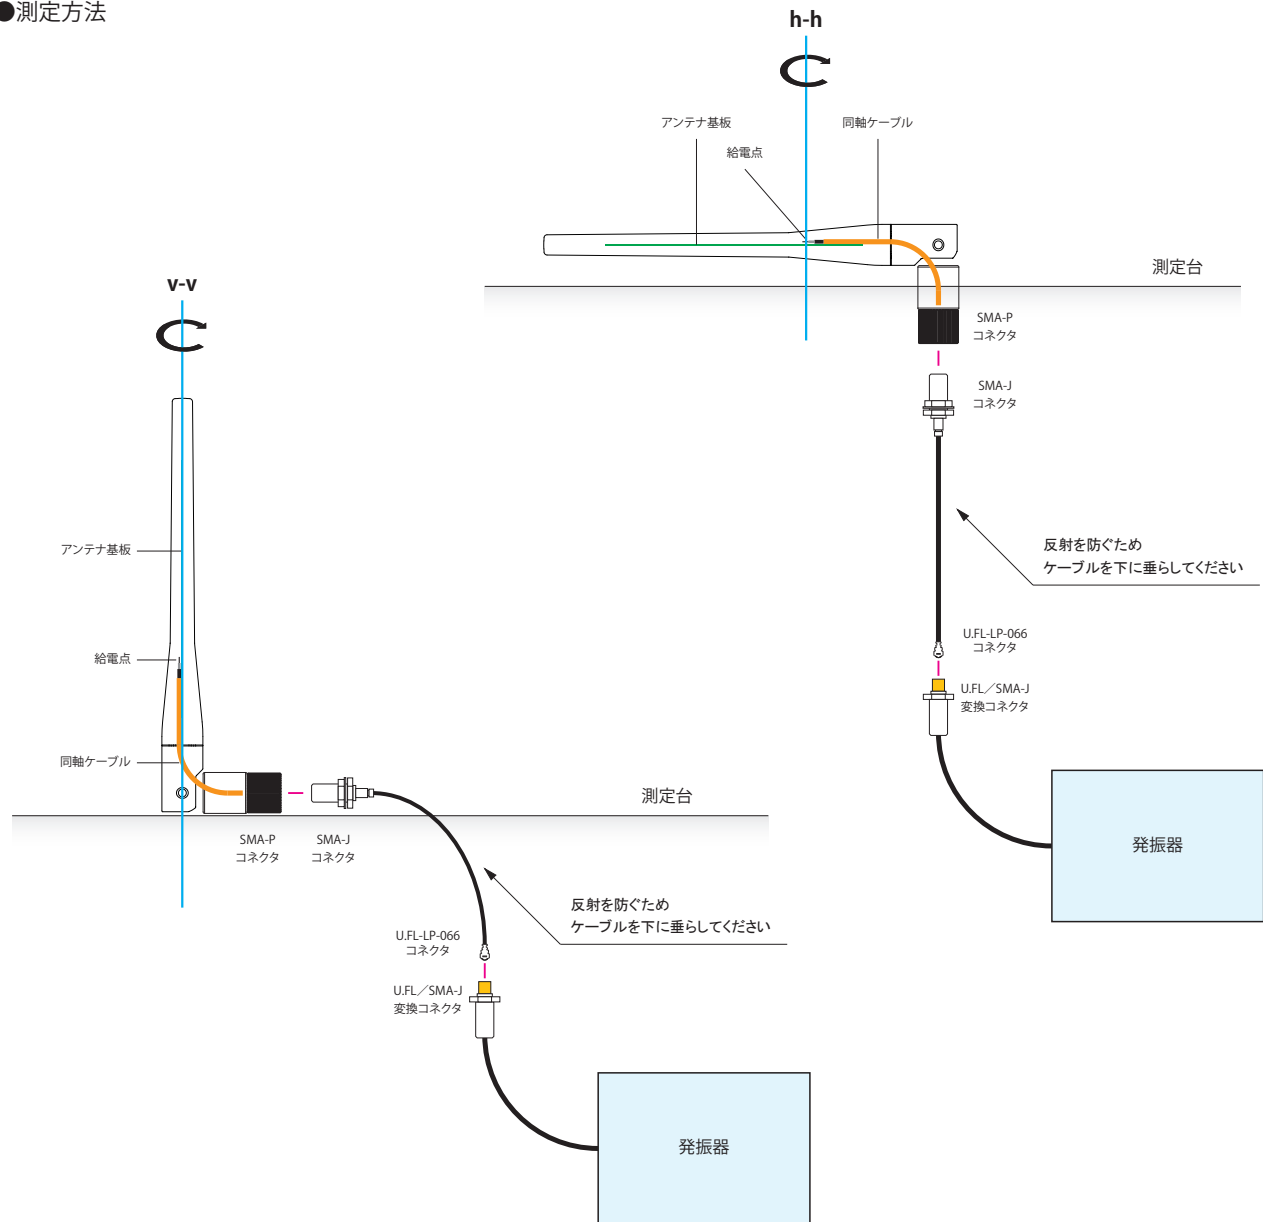 ●測定方法
h-h
アンテナ基板
同軸ケーブル
給電点
測定台
SMA-P
コネクタ
SMA-J
コネクタ
反射を防ぐため
ケーブルを下に垂らしてください
U.FL-LP-066
コネクタ
U.FL／SMA-J
変換コネクタ
発振器
v-v
アンテナ基板
給電点
同軸ケーブル
測定台
SMA-P
コネクタ
SMA-J
コネクタ
反射を防ぐため
ケーブルを下に垂らしてください
U.FL-LP-066
コネクタ
U.FL／SMA-J
変換コネクタ
発振器